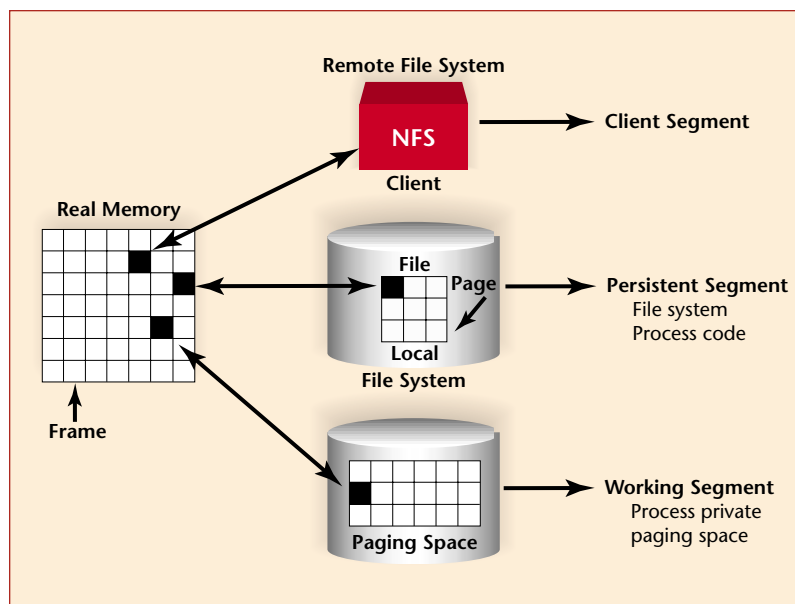 Remote File System
NFS
Client
Client Segment
Real Memory
Frame
File
Page
Local
File System
Persistent Segment
File system
Process code
Paging Space
Working Segment
Process private
paging space